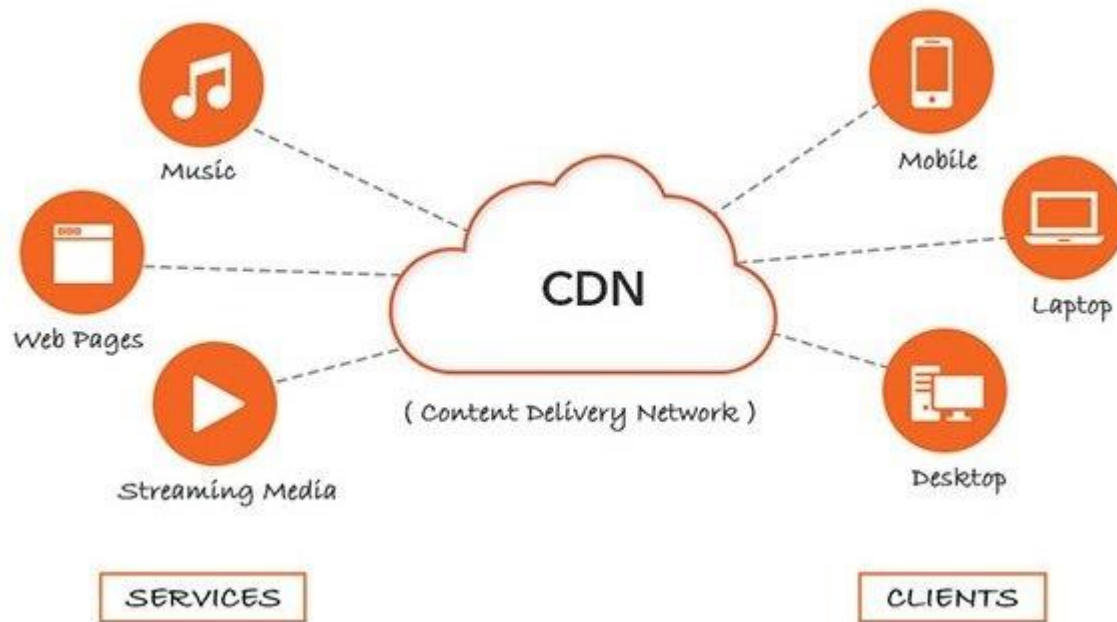 Music
Mobile
Web Pages
CDN
Laptop
( Content Delivery Network )
Streaming Media
Desktop
SERVICES
CLIENTS